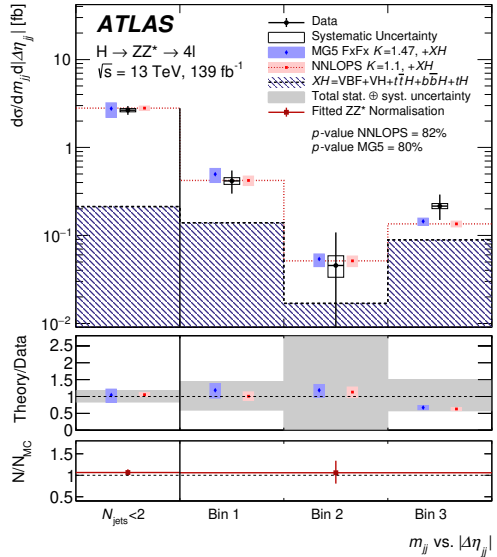 ATLAS
H → ZZ* → 4l
√s = 13 TeV, 139 fb⁻¹
Data
Systematic Uncertainty
MG5 FxFx K=1.47, +XH
NNLOPS K=1.1, +XH
XH=VBF+VH+tt̄H+bb̄H+tH
Total stat. ⊕ syst. uncertainty
Fitted ZZ* Normalisation
p-value NNLOPS = 82%
p-value MG5 = 80%
dσ/dm_jj d|Δη_jj| [fb]
10
1
10⁻¹
10⁻²
Theory/Data
2.5
2
1.5
1
0.5
0
N/N_MC
1.5
1
0.5
N_jets<2 Bin 1 Bin 2 Bin 3
m_jj vs. |Δη_jj|